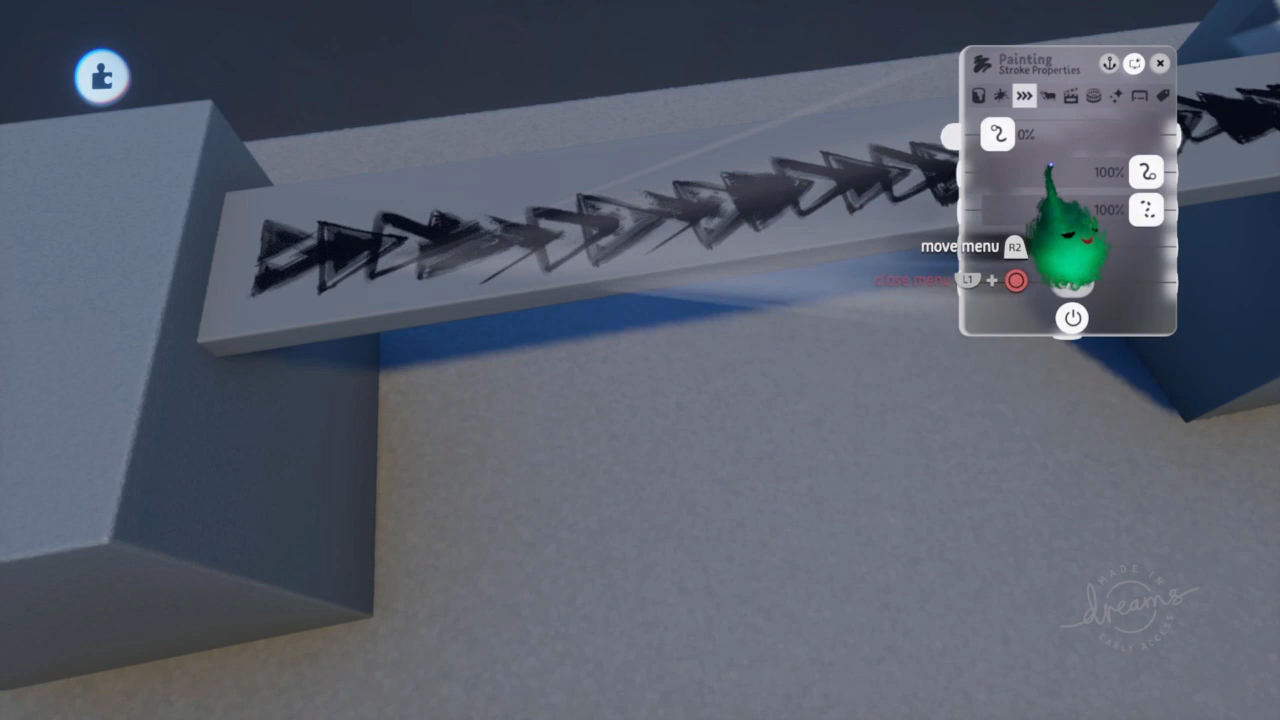 Painting
Stroke Properties
0%
100%
100%
move menu R2
close menu L1 +
MADE IN
dreams
EARLY ACCESS